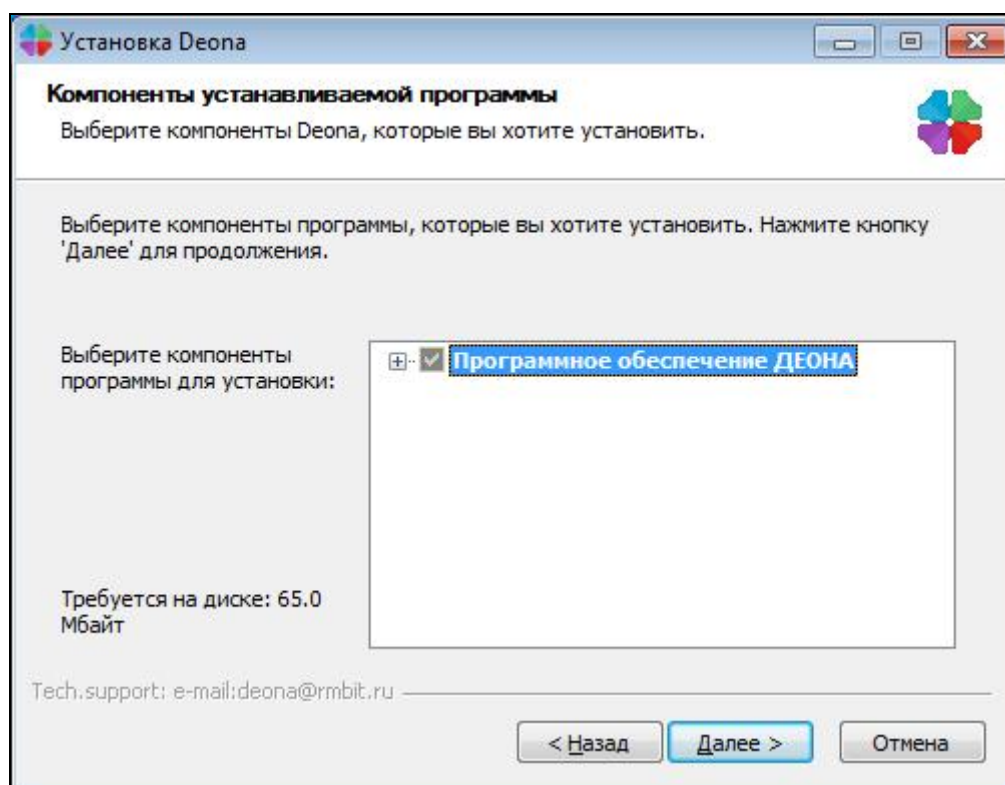 Установка Deona
Компоненты устанавливаемой программы
Выберите компоненты Deona, которые вы хотите установить.
Выберите компоненты программы, которые вы хотите установить. Нажмите кнопку
'Далее' для продолжения.
Выберите компоненты
программы для установки:
Программное обеспечение ДЕОНА
Требуется на диске: 65.0
Мбайт
Tech.support: e-mail:deona@rmbit.ru
< Назад
Далее >
Отмена